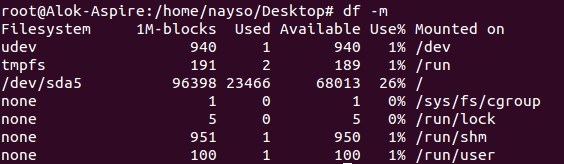 root@Alok-Aspire:/home/nayso/Desktop# df -m
Filesystem     1M-blocks  Used Available Use% Mounted on
udev                 940     1       940   1% /dev
tmpfs                191     2       189   1% /run
/dev/sda5          96398 23466     68013  26% /
none                   1     0         1   0% /sys/fs/cgroup
none                   5     0         5   0% /run/lock
none                 951     1       950   1% /run/shm
none                 100     1       100   1% /run/user